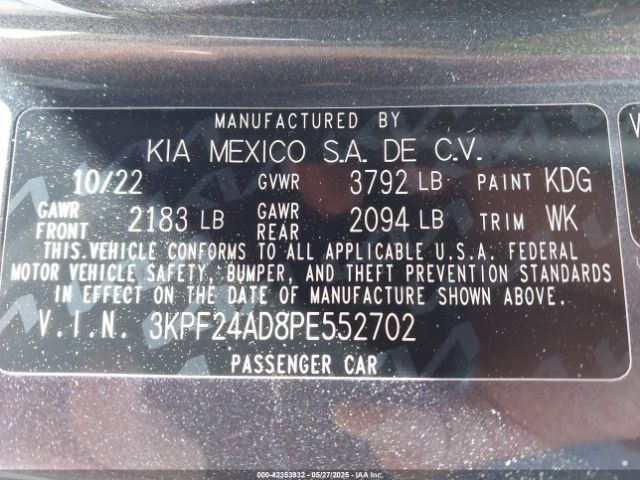 MANUFACTURED BY
KIA MEXICO S.A. DE C.V.
10/22 GVWR 3792 LB PAINT KDG
GAWR FRONT 2183 LB GAWR REAR 2094 LB TRIM WK
THIS VEHICLE CONFORMS TO ALL APPLICABLE U.S.A. FEDERAL
MOTOR VEHICLE SAFETY, BUMPER, AND THEFT PREVENTION STANDARDS
IN EFFECT ON THE DATE OF MANUFACTURE SHOWN ABOVE.
V.I.N. 3KPF24AD8PE552702
PASSENGER CAR
000-42353932 - 05/27/2025 - IAA INC.